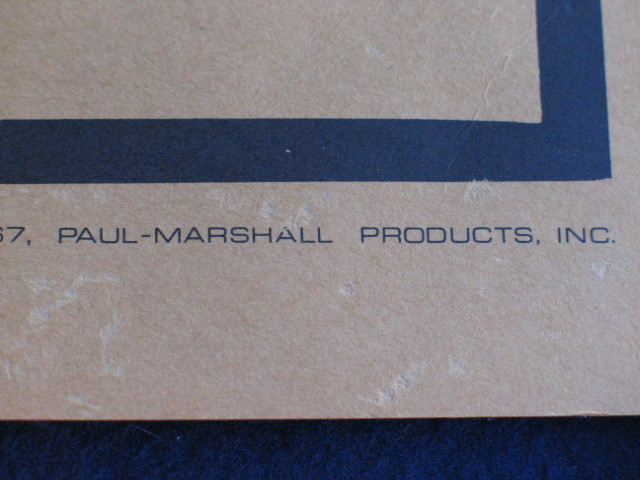 67, PAUL-MARSHALL PRODUCTS, INC.